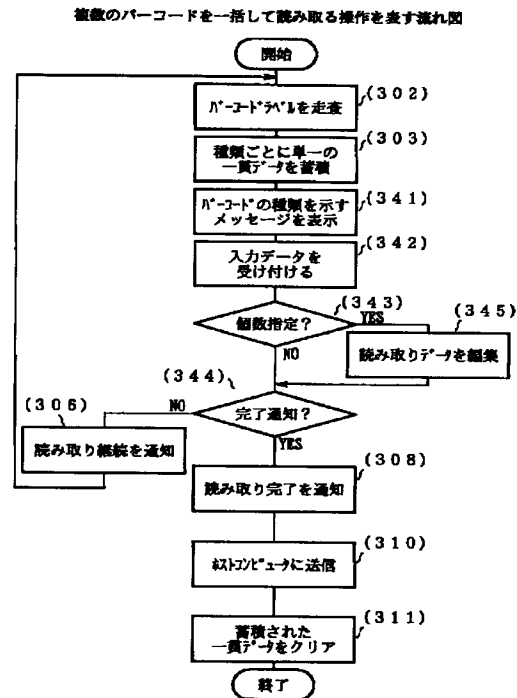 複数のバーコードを一括して読み取る操作を表す流れ図
開始
(302)
バーコードラベルを走査
(303)
種類ごとに単一の
一貫データを蓄積
(341)
バーコードの種類を示す
メッセージを表示
(342)
入力データを
受け付ける
(343)
個数指定?
YES
(345)
読み取りデータを編集
NO
(344)
完了通知?
NO
(306)
読み取り継続を通知
YES
(308)
読み取り完了を通知
(310)
ホストコンピュータに送信
(311)
蓄積された
一貫データをクリア
終了